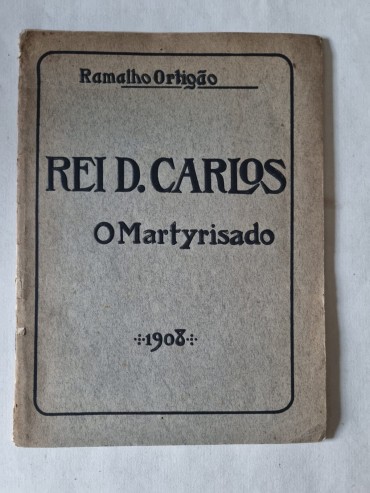 Ramalho Ortigão
REI D. CARLOS
O Martyrisado
1908